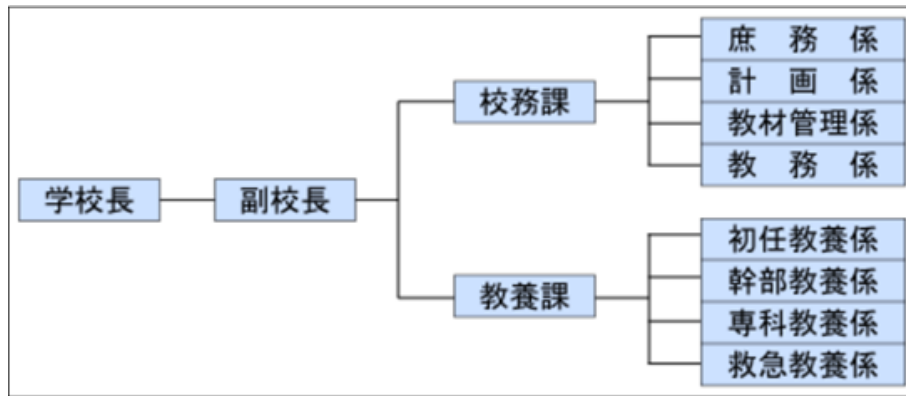 学校長
副校長
校務課
庶務係
計画係
教材管理係
教務係
教養課
初任教養係
幹部教養係
専科教養係
救急教養係